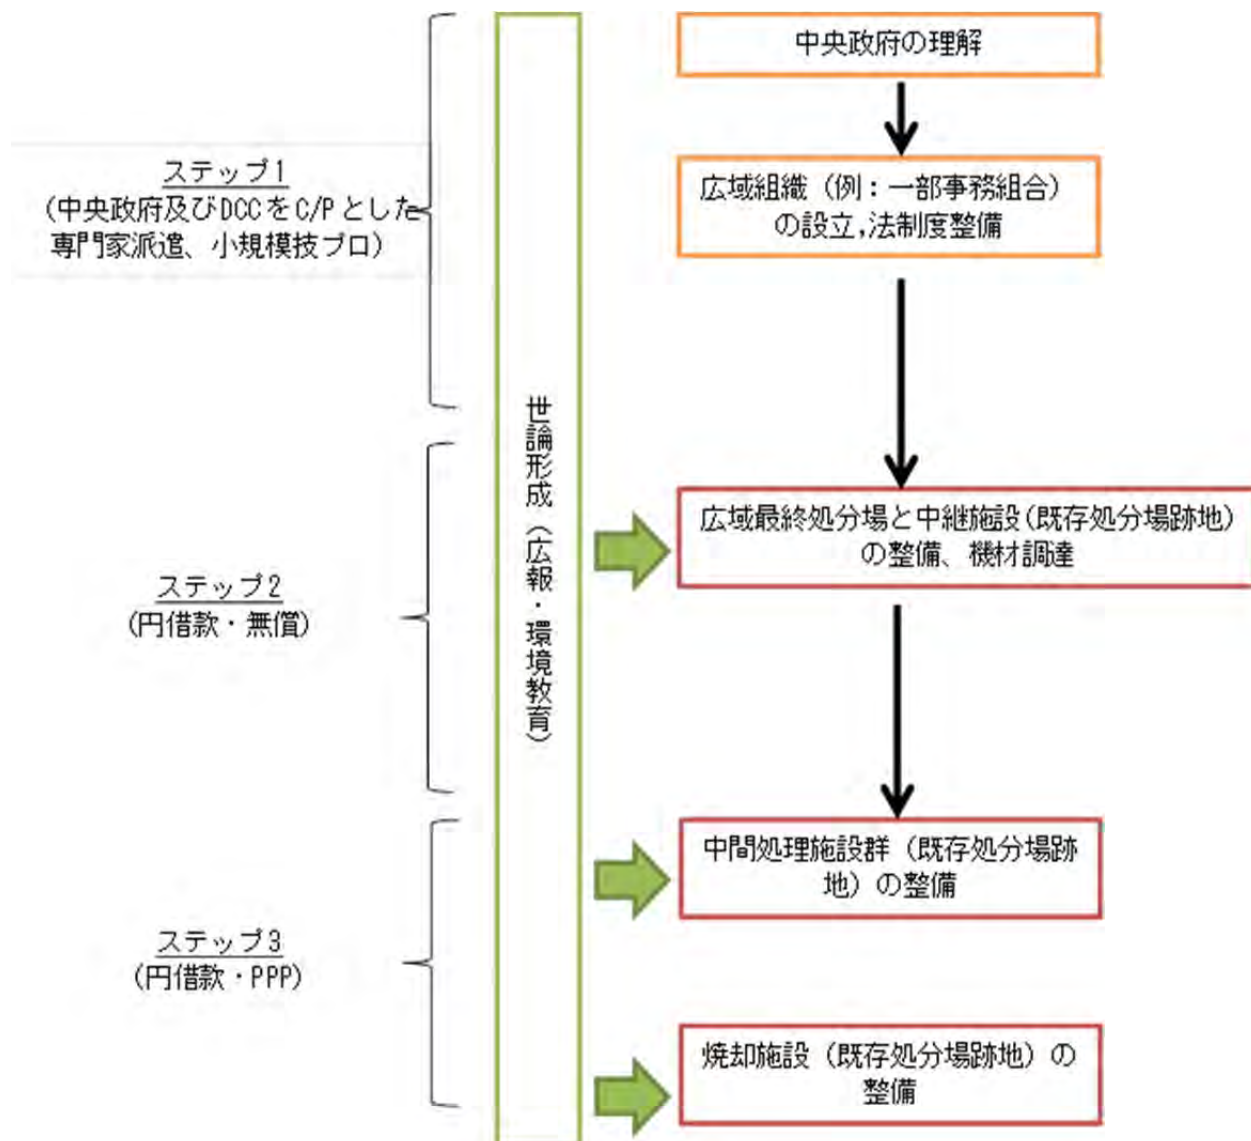 中央政府の理解
広域組織（例：一部事務組合）
の設立,法制度整備
ステップ1
(中央政府及びDCCをC/Pとした
専門家派遣、小規模技プロ)
世論形成（広報・環境教育）
広域最終処分場と中継施設(既存処分場跡地)
の整備、機材調達
ステップ2
(円借款・無償)
中間処理施設群（既存処分場跡
地）の整備
ステップ3
(円借款・PPP)
焼却施設（既存処分場跡地）の
整備